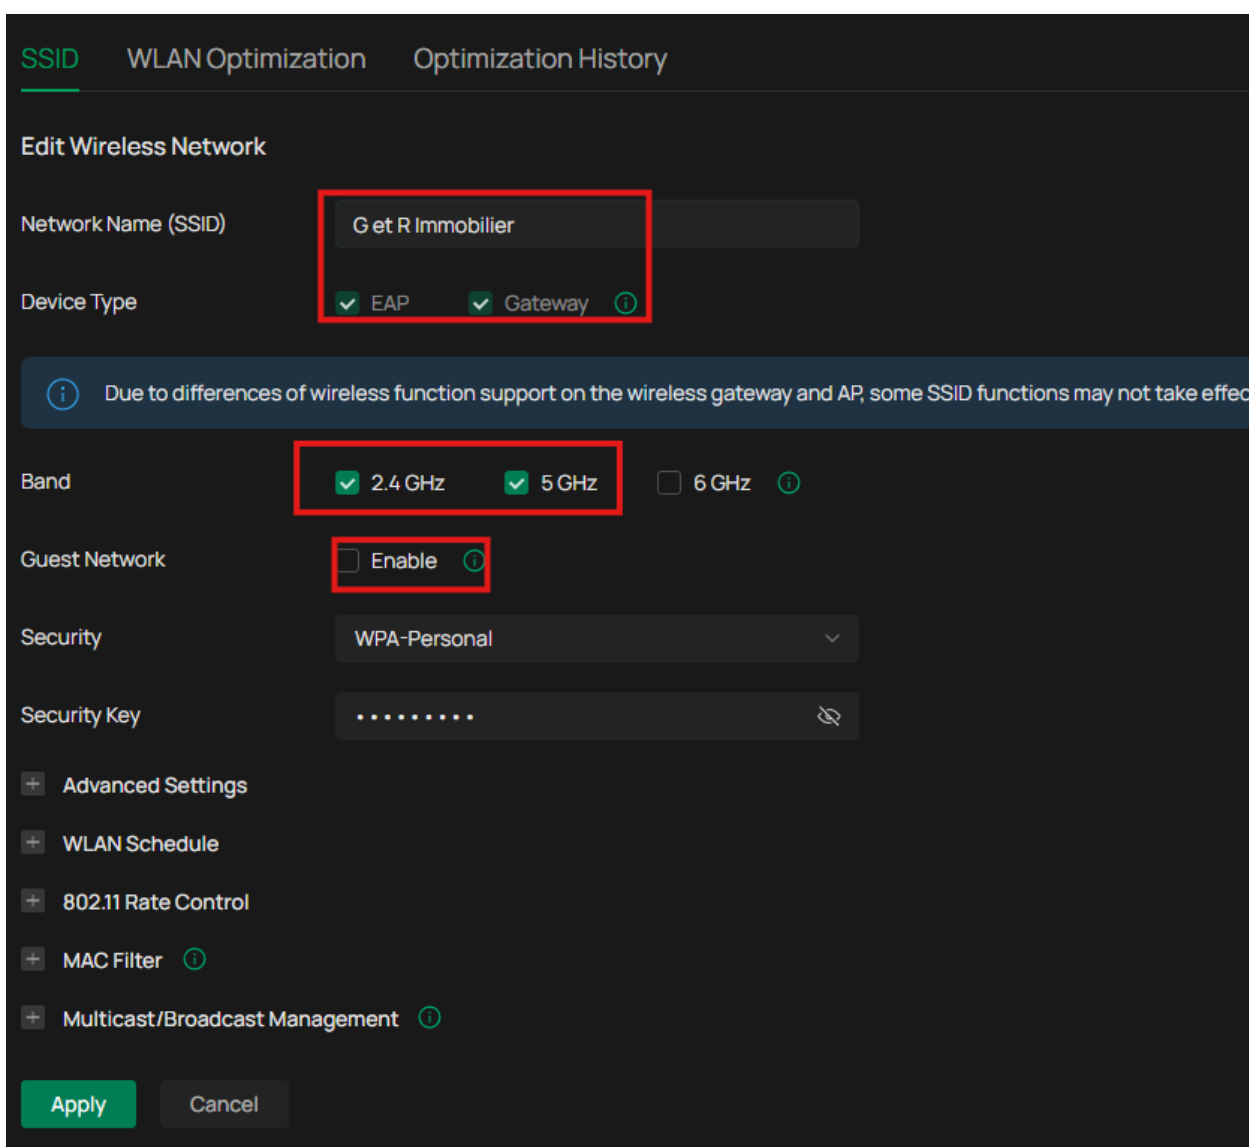 SSID WLAN Optimization Optimization History
Edit Wireless Network
Network Name (SSID) G et R Immobilier
Device Type EAP Gateway
Due to differences of wireless function support on the wireless gateway and AP, some SSID functions may not take effec
Band 2.4 GHz 5 GHz 6 GHz
Guest Network Enable
Security WPA-Personal
Security Key •••••••••
Advanced Settings
WLAN Schedule
802.11 Rate Control
MAC Filter
Multicast/Broadcast Management
Apply Cancel